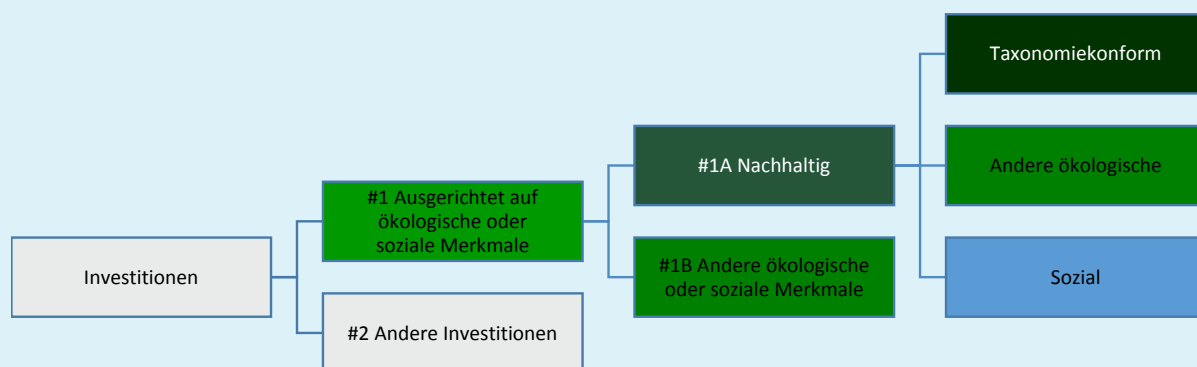 Investitionen
#1 Ausgerichtet auf
ökologische oder
soziale Merkmale
#2 Andere Investitionen
#1A Nachhaltig
#1B Andere ökologische
oder soziale Merkmale
Taxonomiekonform
Andere ökologische
Sozial